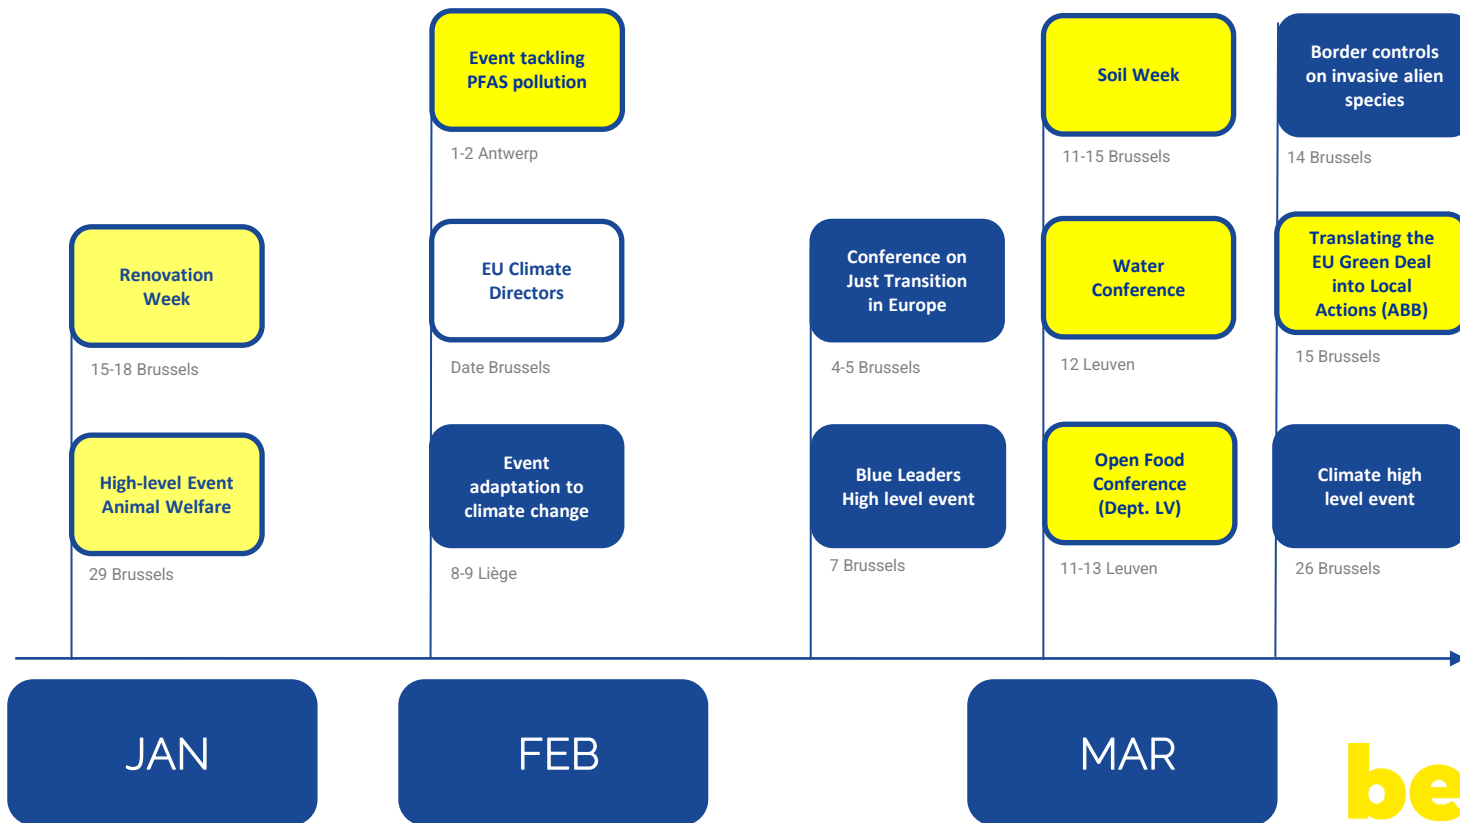 Event tackling
PFAS pollution
1-2 Antwerp
Soil Week
11-15 Brussels
Border controls
on invasive alien
species
14 Brussels
Renovation
Week
15-18 Brussels
EU Climate
Directors
Date Brussels
Conference on
Just Transition
in Europe
4-5 Brussels
Water
Conference
12 Leuven
Translating the
EU Green Deal
into Local
Actions (ABB)
15 Brussels
High-level Event
Animal Welfare
29 Brussels
Event
adaptation to
climate change
8-9 Liège
Blue Leaders
High level event
7 Brussels
Open Food
Conference
(Dept. LV)
11-13 Leuven
Climate high
level event
26 Brussels
JAN
FEB
MAR
be